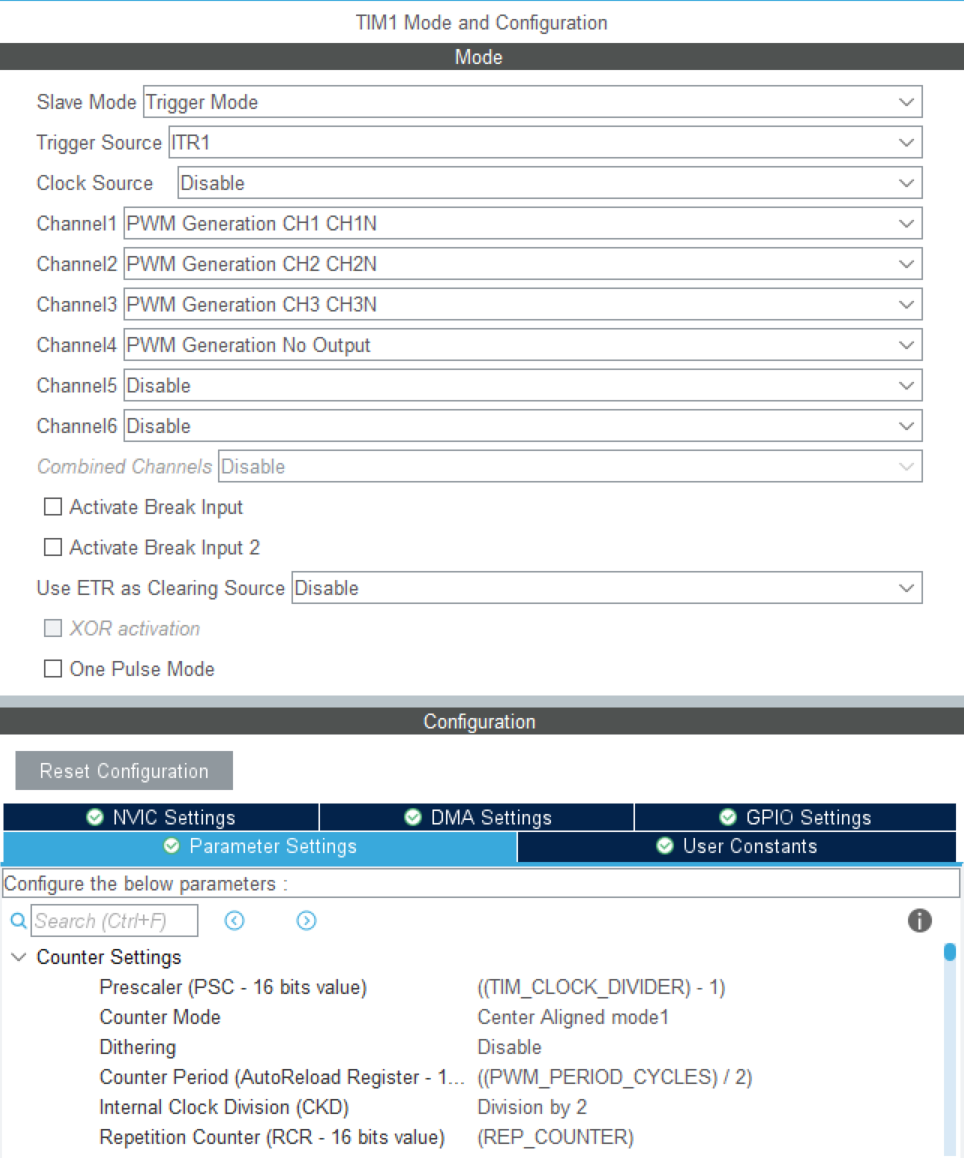 TIM1 Mode and Configuration
Mode
Slave Mode Trigger Mode
Trigger Source ITR1
Clock Source Disable
Channel1 PWM Generation CH1 CH1N
Channel2 PWM Generation CH2 CH2N
Channel3 PWM Generation CH3 CH3N
Channel4 PWM Generation No Output
Channel5 Disable
Channel6 Disable
Combined Channels Disable
Activate Break Input
Activate Break Input 2
Use ETR as Clearing Source Disable
XOR activation
One Pulse Mode
Configuration
Reset Configuration
NVIC Settings DMA Settings GPIO Settings
Parameter Settings User Constants
Configure the below parameters :
Search (Ctrl+F)
Counter Settings
Prescaler (PSC - 16 bits value) ((TIM_CLOCK_DIVIDER) - 1)
Counter Mode Center Aligned mode1
Dithering Disable
Counter Period (AutoReload Register - 1... ((PWM_PERIOD_CYCLES) / 2)
Internal Clock Division (CKD) Division by 2
Repetition Counter (RCR - 16 bits value) (REP_COUNTER)